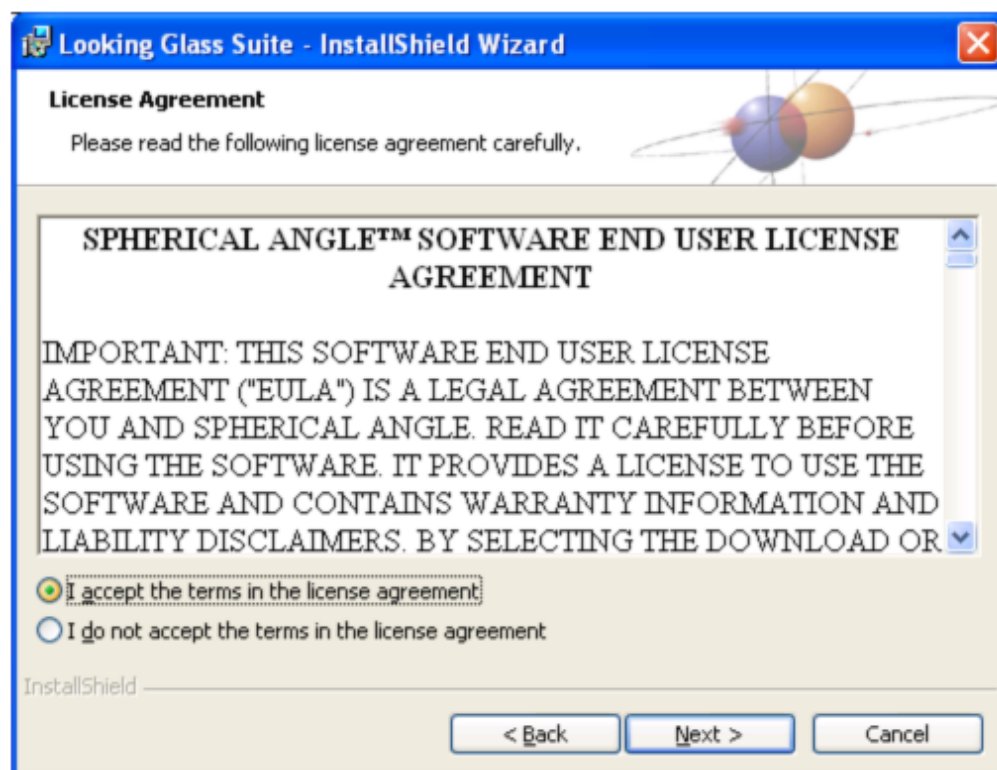 Looking Glass Suite - InstallShield Wizard
License Agreement
Please read the following license agreement carefully.
SPHERICAL ANGLE™ SOFTWARE END USER LICENSE
AGREEMENT
IMPORTANT: THIS SOFTWARE END USER LICENSE
AGREEMENT ("EULA") IS A LEGAL AGREEMENT BETWEEN
YOU AND SPHERICAL ANGLE. READ IT CAREFULLY BEFORE
USING THE SOFTWARE. IT PROVIDES A LICENSE TO USE THE
SOFTWARE AND CONTAINS WARRANTY INFORMATION AND
LIABILITY DISCLAIMERS. BY SELECTING THE DOWNLOAD OR
I accept the terms in the license agreement
I do not accept the terms in the license agreement
InstallShield
< Back Next > Cancel